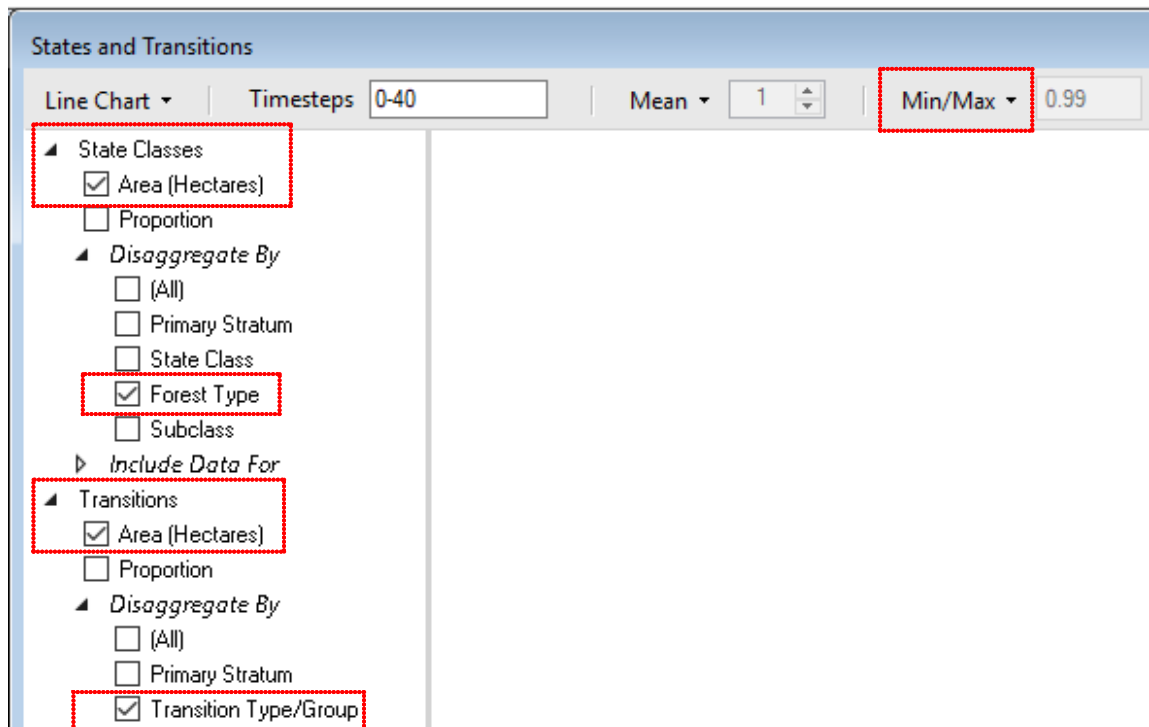 States and Transitions
Line Chart Timesteps 0-40 Mean 1 Min/Max 0.99
State Classes
Area (Hectares)
Proportion
Disaggregate By
(All)
Primary Stratum
State Class
Forest Type
Subclass
Include Data For
Transitions
Area (Hectares)
Proportion
Disaggregate By
(All)
Primary Stratum
Transition Type/Group